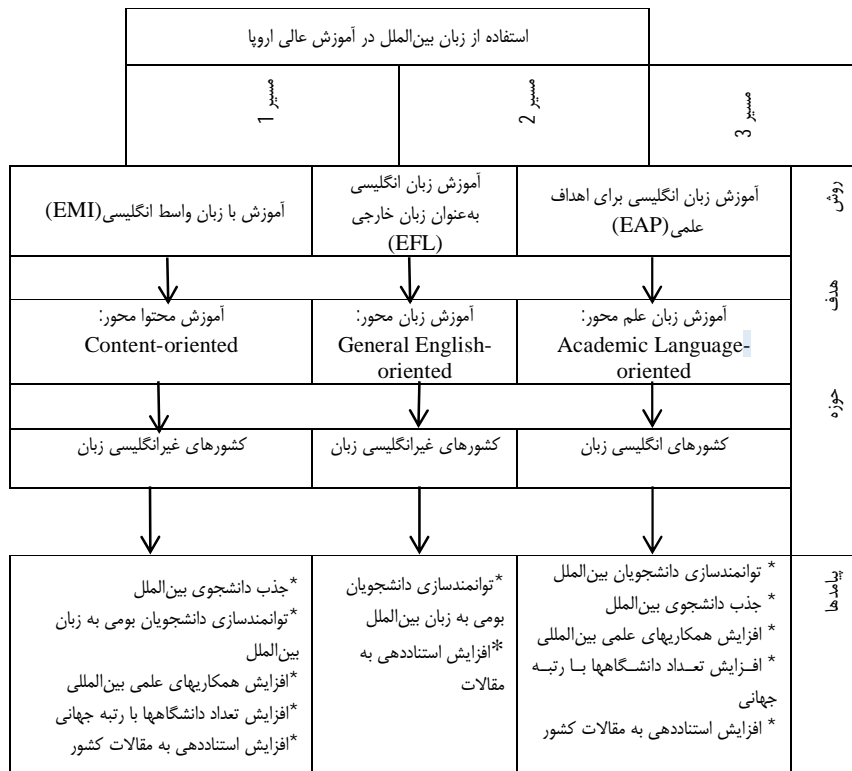 استفاده از زبان بین‌الملل در آموزش عالی اروپا
مسیر 3
مسیر 2
مسیر 1
روش
آموزش زبان انگلیسی برای اهداف
علمی(EAP)
آموزش زبان انگلیسی
به‌عنوان زبان خارجی
(EFL)
آموزش با زبان واسط انگلیسی(EMI)
هدف
آموزش زبان علم محور:
Academic Language-
oriented
آموزش زبان محور:
General English-
oriented
آموزش محتوا محور:
Content-oriented
حوزه
کشورهای انگلیسی زبان
کشورهای غیرانگلیسی زبان
کشورهای غیرانگلیسی زبان
پیامدها
* توانمندسازی دانشجویان بین‌الملل
* جذب دانشجوی بین‌الملل
* افزایش همکاریهای علمی بین‌المللی
* افـزایش تعـداد دانشـگاهها بـا رتبـه
جهانی
* افزایش استناددهی به مقالات کشور
*توانمندسازی دانشجویان
بومی به زبان بین‌الملل
*افزایش استناددهی به
مقالات
*جذب دانشجوی بین‌الملل
*توانمندسازی دانشجویان بومی به زبان
بین‌الملل
*افزایش همکاریهای علمی بین‌المللی
*افزایش تعداد دانشگاهها با رتبه جهانی
*افزایش استناددهی به مقالات کشور